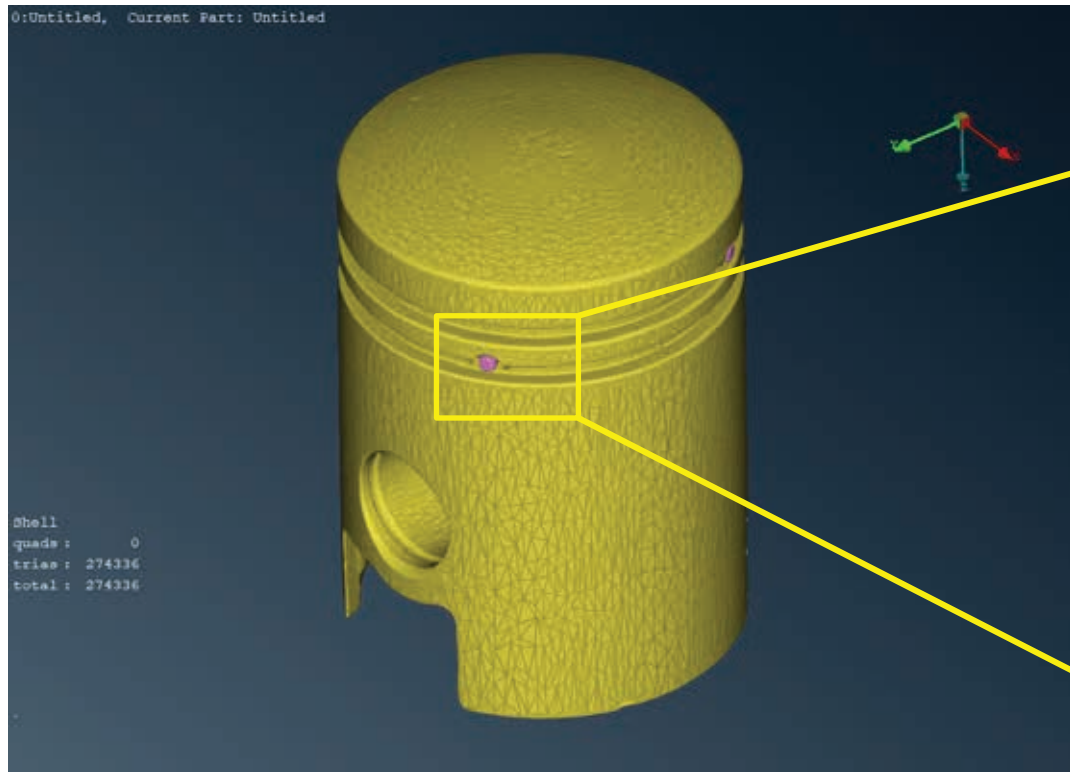 0:Untitled,  Current Part: Untitled
Shell
quads :        0
trias :  274336
total :  274336